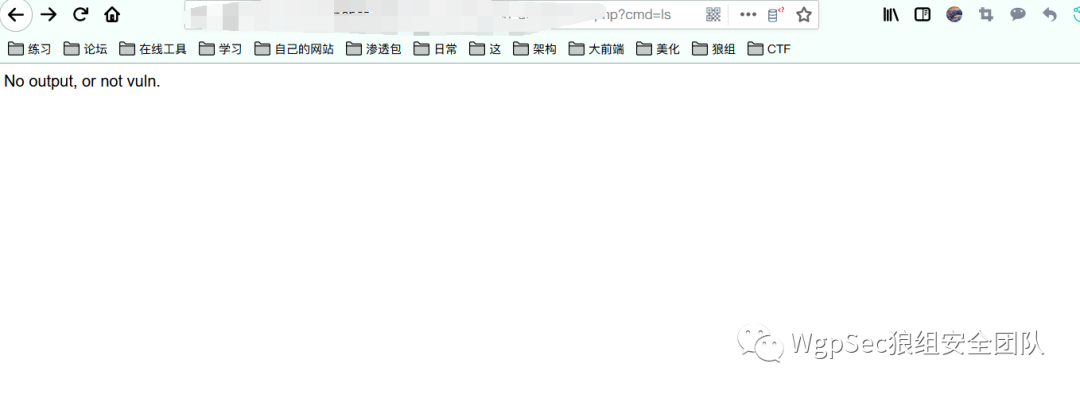 php?cmd=ls
练习 论坛 在线工具 学习 自己的网站 渗透包 日常 这 架构 大前端 美化 狼组 CTF
No output, or not vuln.
WgpSec狼组安全团队